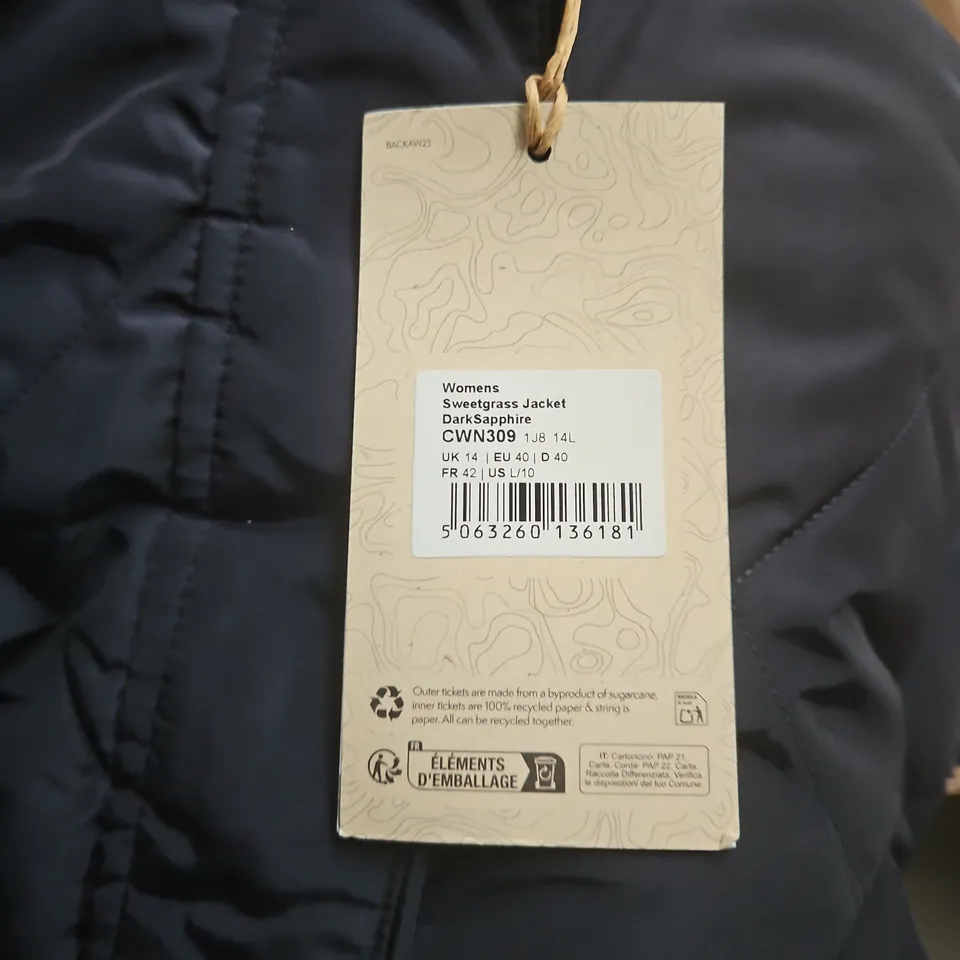 BACKAW25
Womens
Sweetgrass Jacket
DarkSapphire
CWN309 1J8 14L
UK 14 | EU 40 | D 40
FR 42 | US L/10
5 063260 136181
Outer tickets are made from a byproduct of sugarcane,
inner tickets are 100% recycled paper & string is
paper. All can be recycled together.
FR
ÉLÉMENTS
D'EMBALLAGE
IT: Cartoncino: PAP 21.
Carta. Corda: PAP 22. Carta.
Raccolta Differenziata, Verifica
le disposizioni del tuo Comune.